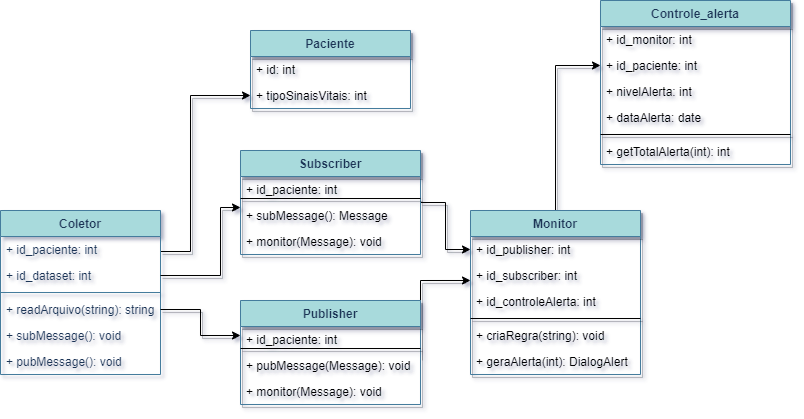 Paciente
+ id: int
+ tipoSinaisVitais: int
Controle_alerta
+ id_monitor: int
+ id_paciente: int
+ nivelAlerta: int
+ dataAlerta: date
+ getTotalAlerta(int): int
Subscriber
+ id_paciente: int
+ subMessage(): Message
+ monitor(Message): void
Coletor
+ id_paciente: int
+ id_dataset: int
+ readArquivo(string): string
+ subMessage(): void
+ pubMessage(): void
Publisher
+ id_paciente: int
+ pubMessage(Message): void
+ monitor(Message): void
Monitor
+ id_publisher: int
+ id_subscriber: int
+ id_controleAlerta: int
+ criaRegra(string): void
+ geraAlerta(int): DialogAlert